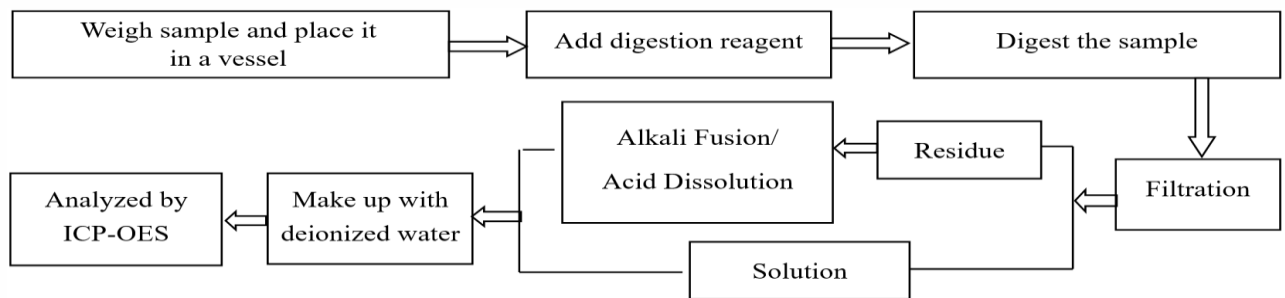 Weigh sample and place it
in a vessel
Add digestion reagent
Digest the sample
Filtration
Residue
Alkali Fusion/
Acid Dissolution
Solution
Make up with
deionized water
Analyzed by
ICP-OES